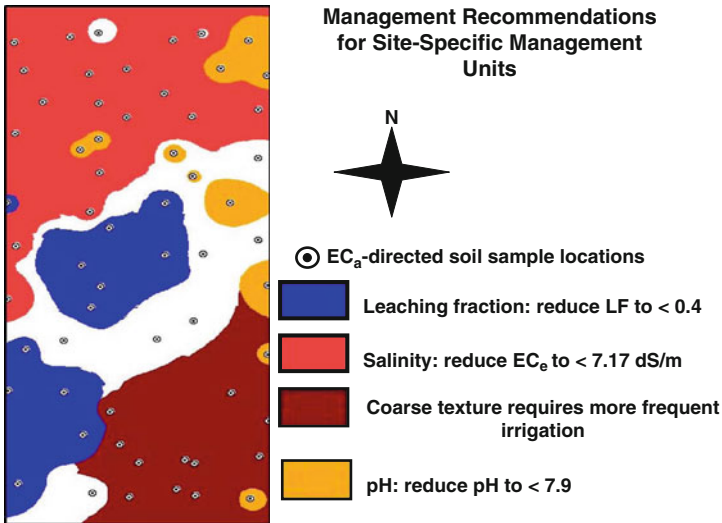 Management Recommendations
for Site-Specific Management
Units
N
ECa-directed soil sample locations
Leaching fraction: reduce LF to < 0.4
Salinity: reduce ECe to < 7.17 dS/m
Coarse texture requires more frequent
irrigation
pH: reduce pH to < 7.9